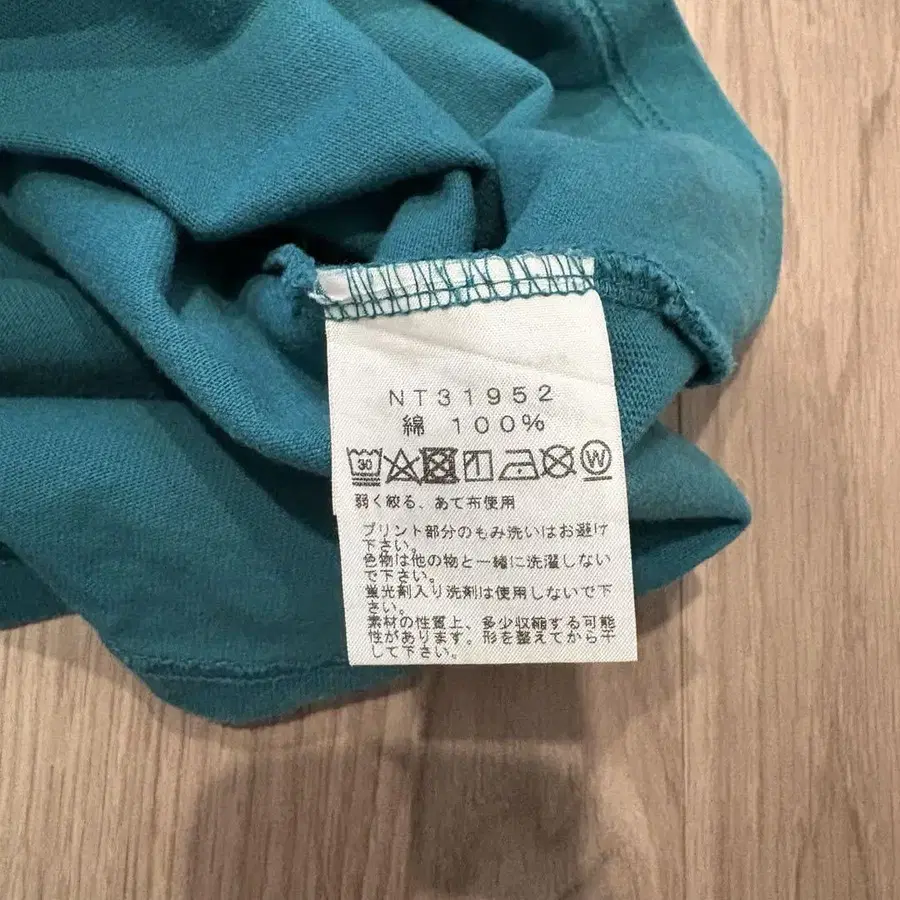 NT31952
綿 100%
30 W
弱く絞る、あて布使用
プリント部分のもみ洗いはお避け
下さい。
色物は他の物と一緒に洗濯しない
で下さい。
蛍光剤入り洗剤は使用しないで下
さい。
素材の性質上、多少収縮する可能
性があります。形を整えてから干
して下さい。